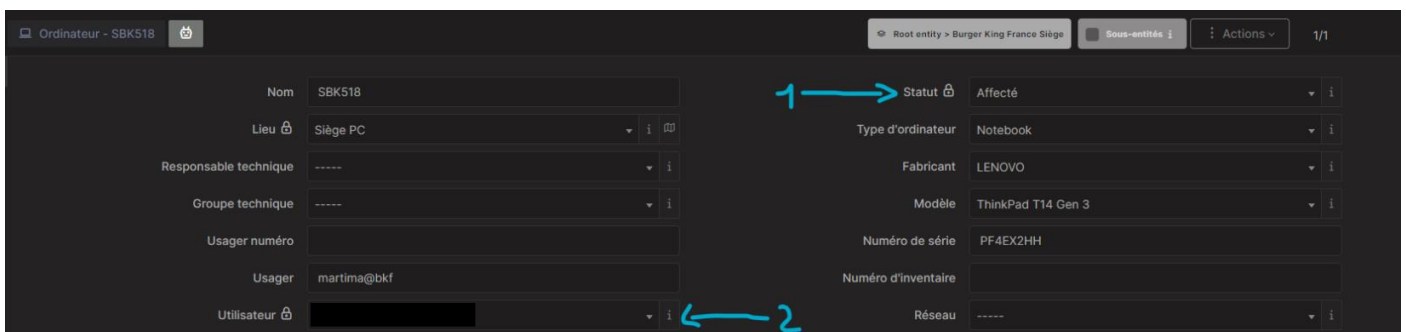 Ordinateur - SBK518
Root entity > Burger King France Siège
Sous-entités i
Actions
1/1
Nom SBK518
1
Statut Affecté i
Lieu Siège PC i
Type d'ordinateur Notebook i
Responsable technique ----- i
Fabricant LENOVO i
Groupe technique ----- i
Modèle ThinkPad T14 Gen 3 i
Usager numéro
Numéro de série PF4EX2HH
Usager martima@bkf
Numéro d'inventaire
Utilisateur i
2
Réseau ----- i